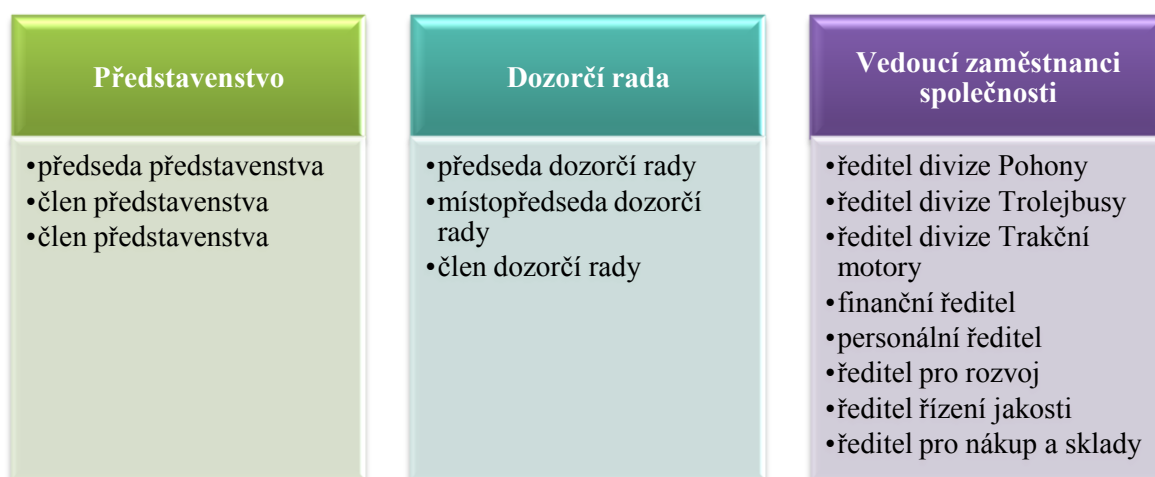 Představenstvo
•předseda představenstva
•člen představenstva
•člen představenstva
Dozorčí rada
•předseda dozorčí rady
•místopředseda dozorčí
rady
•člen dozorčí rady
Vedoucí zaměstnanci
společnosti
•ředitel divize Pohony
•ředitel divize Trolejbusy
•ředitel divize Trakční
motory
•finanční ředitel
•personální ředitel
•ředitel pro rozvoj
•ředitel řízení jakosti
•ředitel pro nákup a sklady